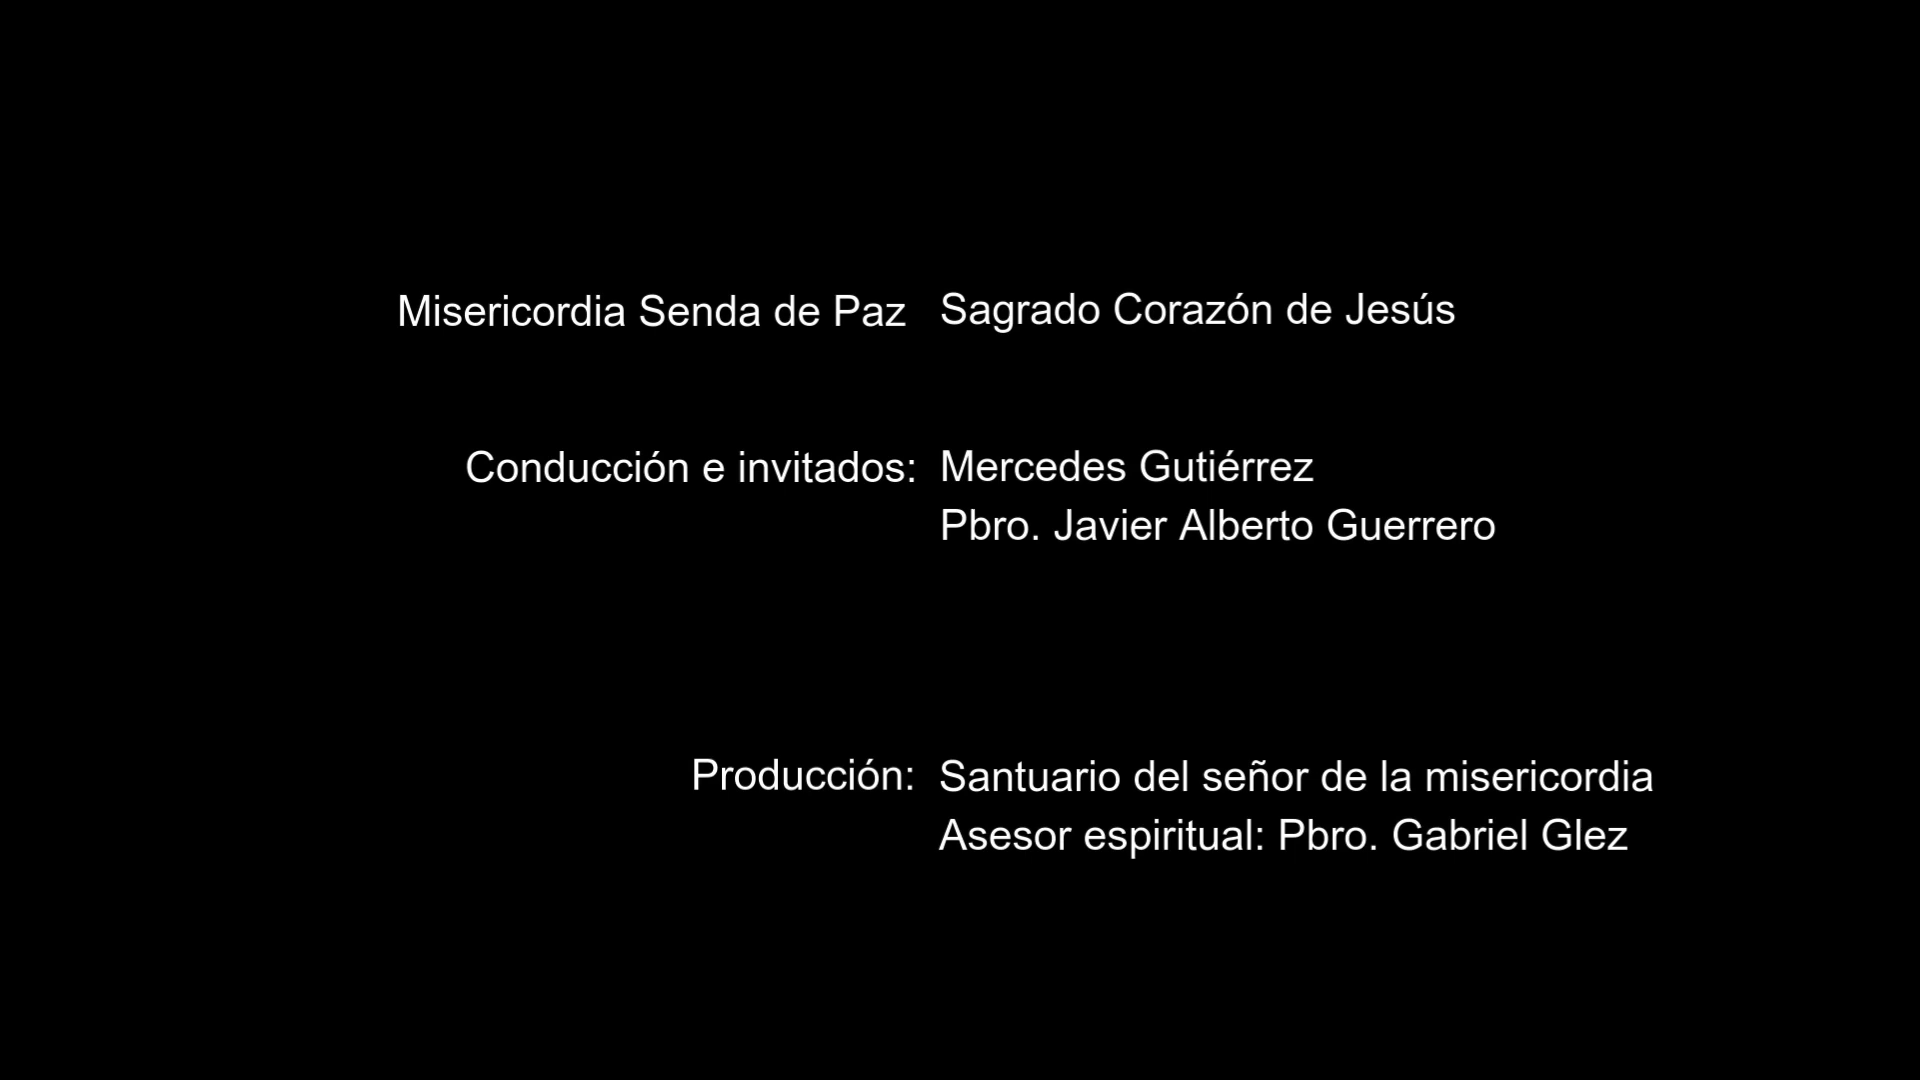 Misericordia Senda de Paz Sagrado Corazón de Jesús
Conducción e invitados: Mercedes Gutiérrez
Pbro. Javier Alberto Guerrero
Producción: Santuario del señor de la misericordia
Asesor espiritual: Pbro. Gabriel Glez